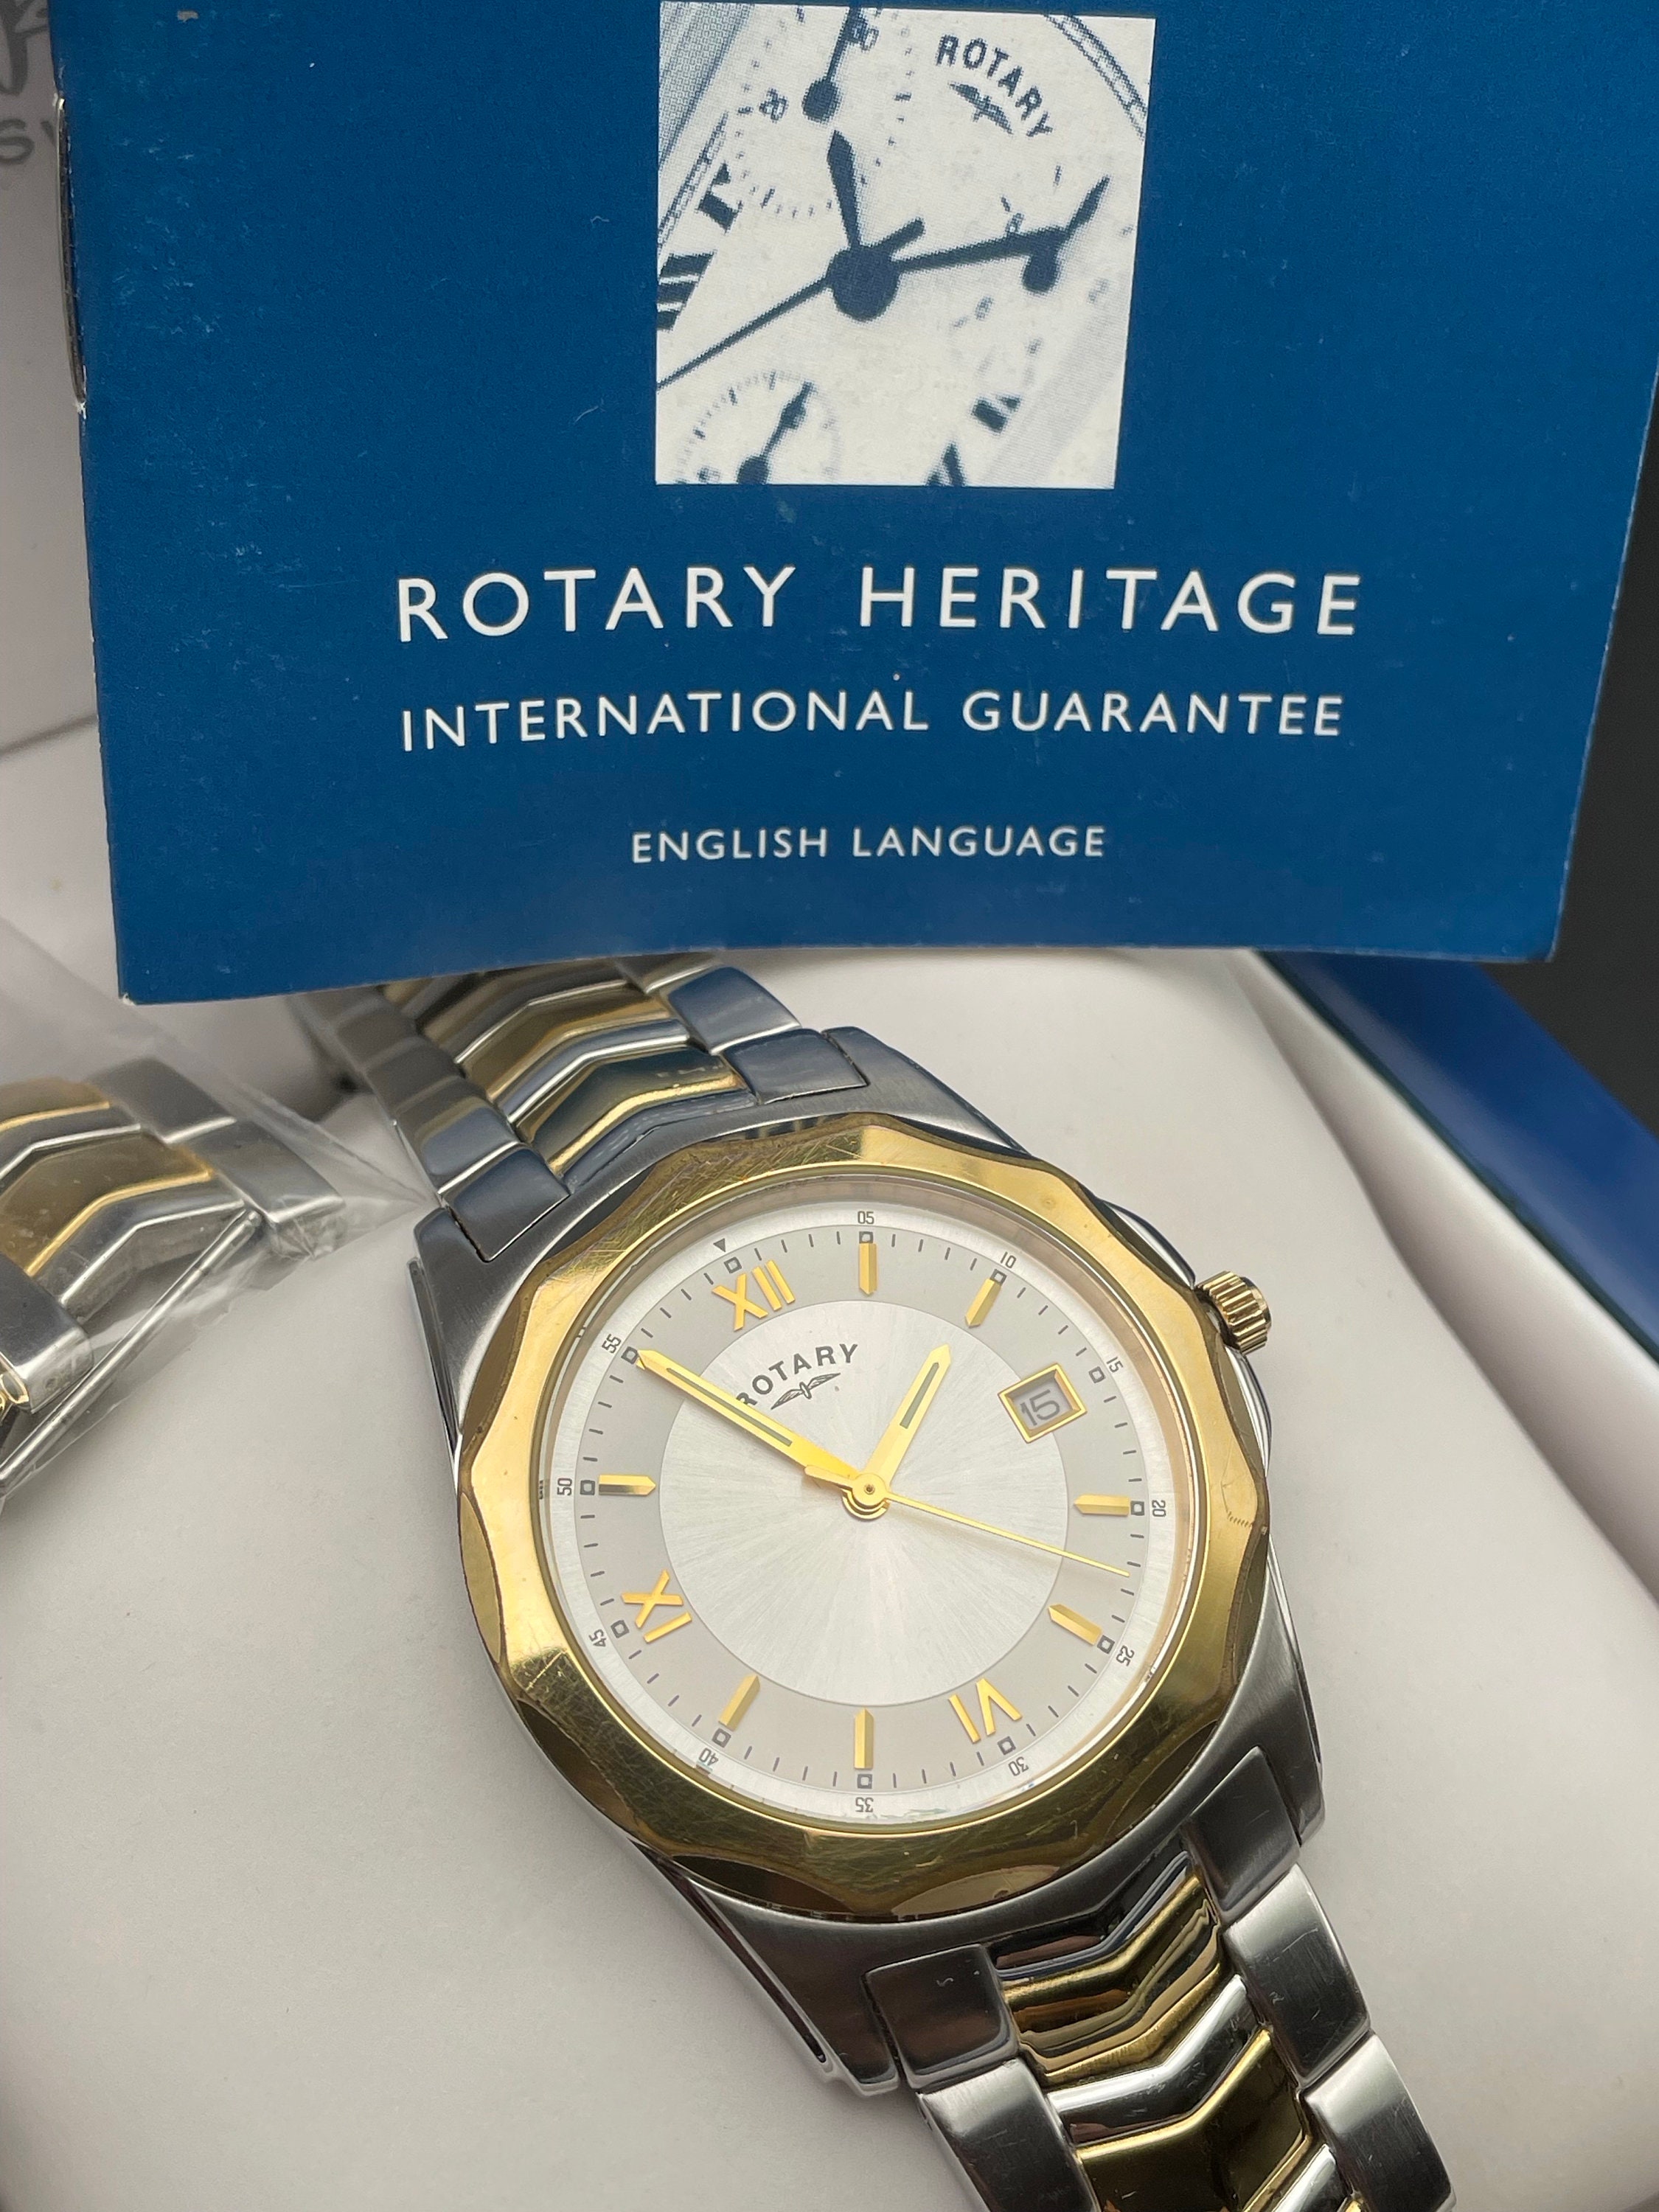 ROTARY
ROTARY HERITAGE
INTERNATIONAL GUARANTEE
ENGLISH LANGUAGE
05
10
15
20
25
30
35
40
45
50
55
XII
ROTARY
15
IX
VI